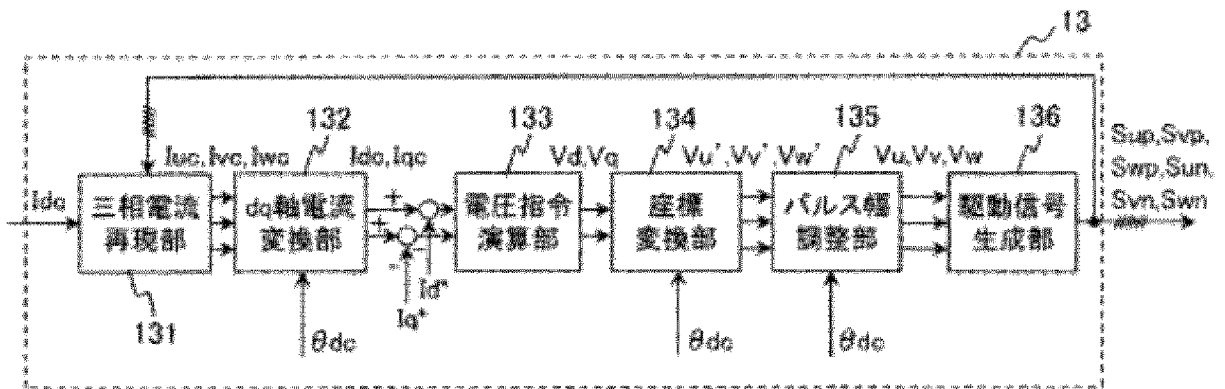 13
132
133
134
135
136
Iuc,Ivc,Iwc
Idc,Iqc
Vd,Vq
Vu',Vv',Vw'
Vu,Vv,Vw
Sup,Svp,
Swp,Sun,
Svn,Swn
Idc
三相電流
再現部
dq軸電流
変換部
+
+
-
-
電圧指令
演算部
座標
変換部
パルス幅
調整部
駆動信号
生成部
131
θdc
Iq*
Id*
θdc
θdc